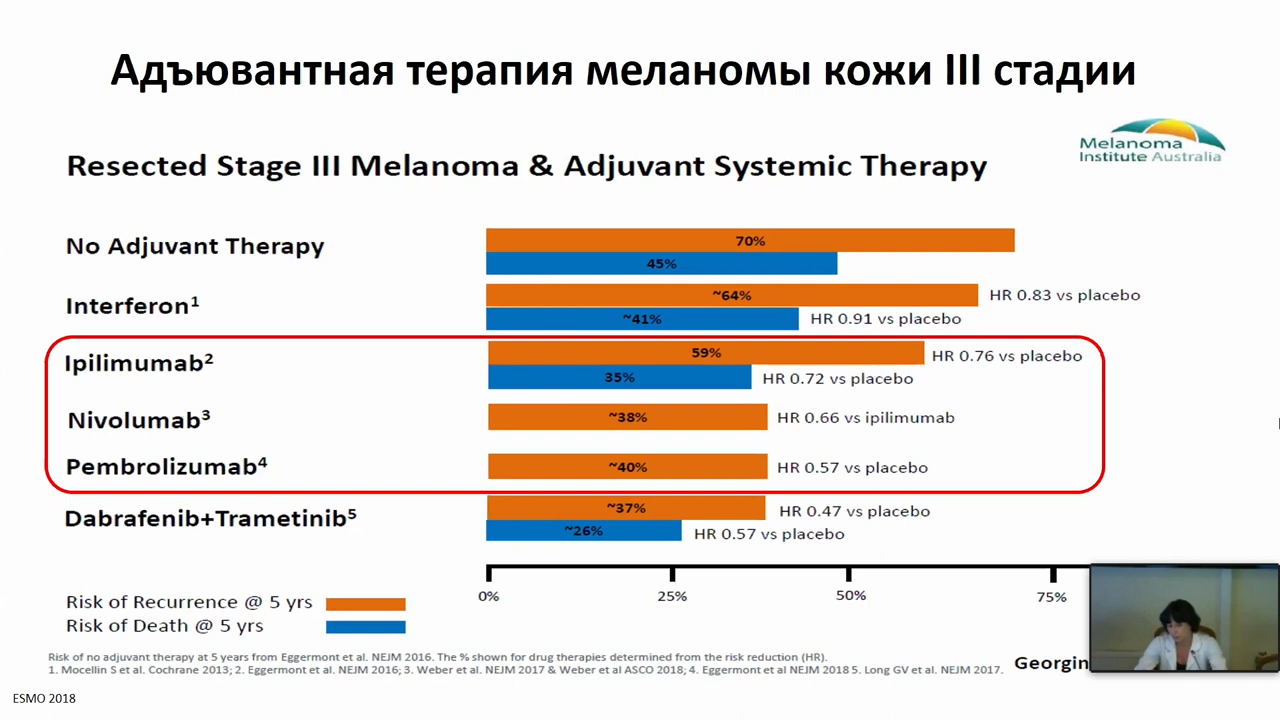 Адъювантная терапия меланомы кожи III стадии
Melanoma
Institute Australia
Resected Stage III Melanoma & Adjuvant Systemic Therapy
No Adjuvant Therapy
70%
45%
Interferon¹
~64%
HR 0.83 vs placebo
~41%
HR 0.91 vs placebo
Ipilimumab²
59%
HR 0.76 vs placebo
35%
HR 0.72 vs placebo
Nivolumab³
~38%
HR 0.66 vs ipilimumab
Pembrolizumab⁴
~40%
HR 0.57 vs placebo
Dabrafenib+Trametinib⁵
~37%
HR 0.47 vs placebo
~26%
HR 0.57 vs placebo
0% 25% 50% 75%
Risk of Recurrence @ 5 yrs
Risk of Death @ 5 yrs
Risk of no adjuvant therapy at 5 years from Eggermont et al. NEJM 2016. The % shown for drug therapies determined from the risk reduction (HR).
1. Mocellin S et al. Cochrane 2013; 2. Eggermont et al. NEJM 2016; 3. Weber et al. NEJM 2017 & Weber et al ASCO 2018; 4. Eggermont et al NEJM 2018 5. Long GV et al. NEJM 2017.
Georgin
ESMO 2018